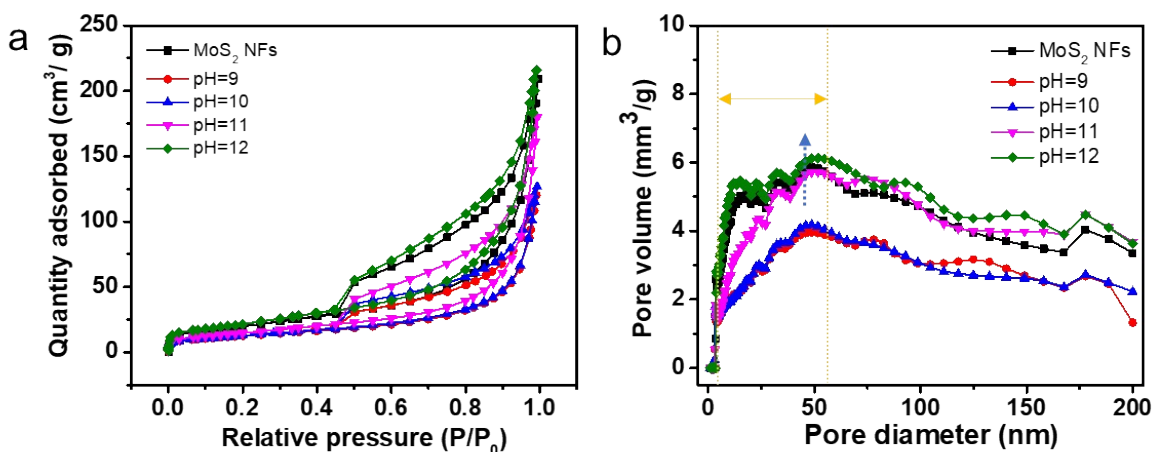 a
Quantity adsorbed (cm³/ g)
250
200
150
100
50
0
MoS₂ NFs
pH=9
pH=10
pH=11
pH=12
0.0 0.2 0.4 0.6 0.8 1.0
Relative pressure (P/P₀)
b
Pore volume (mm³/g)
10
8
6
4
2
0
MoS₂ NFs
pH=9
pH=10
pH=11
pH=12
0 50 100 150 200
Pore diameter (nm)